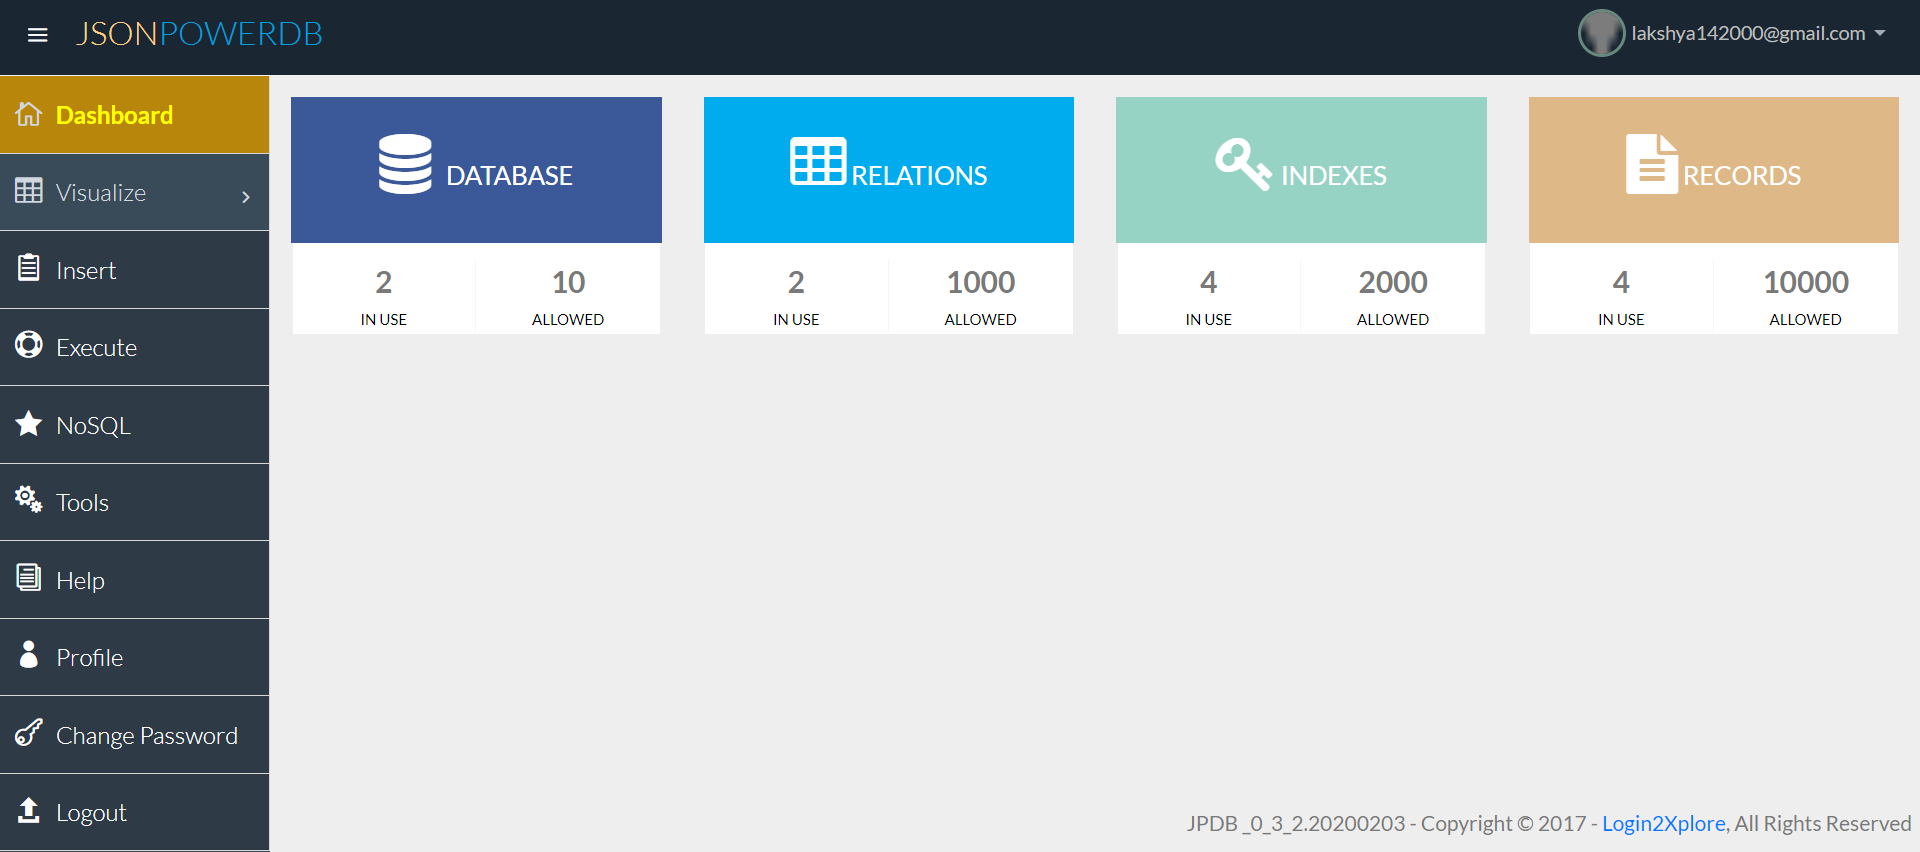 JSONPOWERDB
lakshya142000@gmail.com
Dashboard
Visualize
Insert
Execute
NoSQL
Tools
Help
Profile
Change Password
Logout
DATABASE
2
10
IN USE
ALLOWED
RELATIONS
2
1000
IN USE
ALLOWED
INDEXES
4
2000
IN USE
ALLOWED
RECORDS
4
10000
IN USE
ALLOWED
JPDB _0_3_2.20200203 - Copyright © 2017 - Login2Xplore, All Rights Reserved